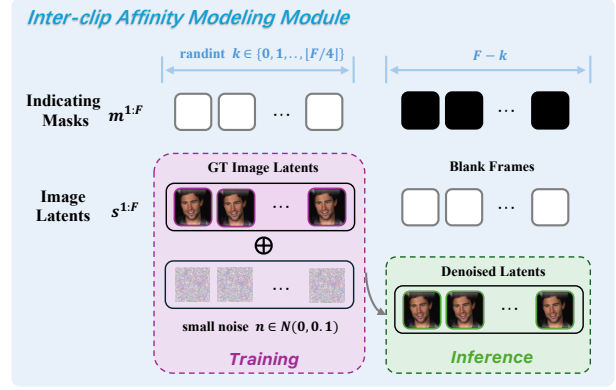 Inter-clip Affinity Modeling Module
randint k ∈ {0, 1, . . , ⌊F/4⌋}
F − k
Indicating Masks m^{1:F}
...
...
GT Image Latents
Blank Frames
Image Latents s^{1:F}
...
...
⊕
Denoised Latents
...
...
small noise n ∈ N(0, 0.1)
Training
Inference